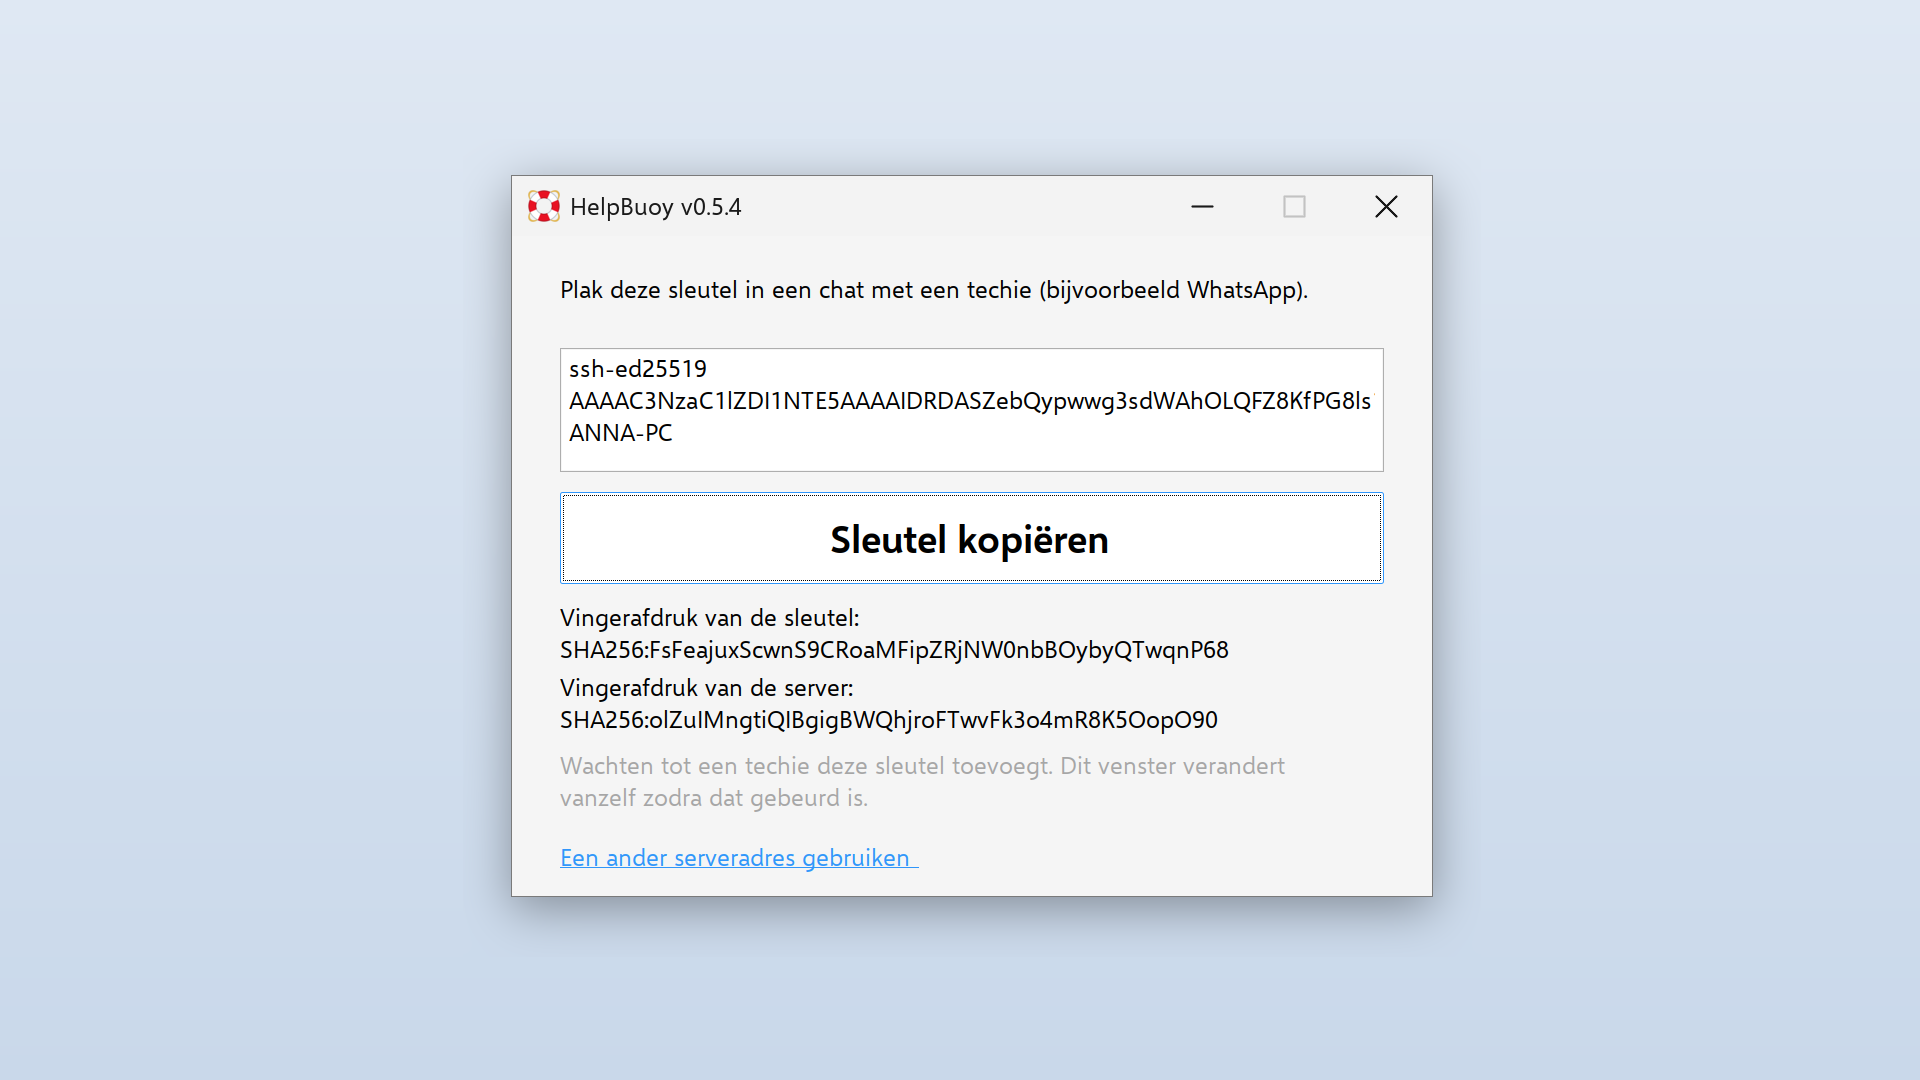 HelpBuoy v0.5.4
Plak deze sleutel in een chat met een techie (bijvoorbeeld WhatsApp).
ssh-ed25519
AAAAC3NzaC1lZDI1NTE5AAAAIDRDASZebQypwwg3sdWAhOLQFZ8KfPG8ls
ANNA-PC
Sleutel kopiëren
Vingerafdruk van de sleutel:
SHA256:FsFeajuxScwnS9CRoaMFipZRjNW0nbBOybyQTwqnP68
Vingerafdruk van de server:
SHA256:olZuIMngtiQIBgigBWQhjroFTwvFk3o4mR8K5OopO90
Wachten tot een techie deze sleutel toevoegt. Dit venster verandert
vanzelf zodra dat gebeurd is.
Een ander serveradres gebruiken